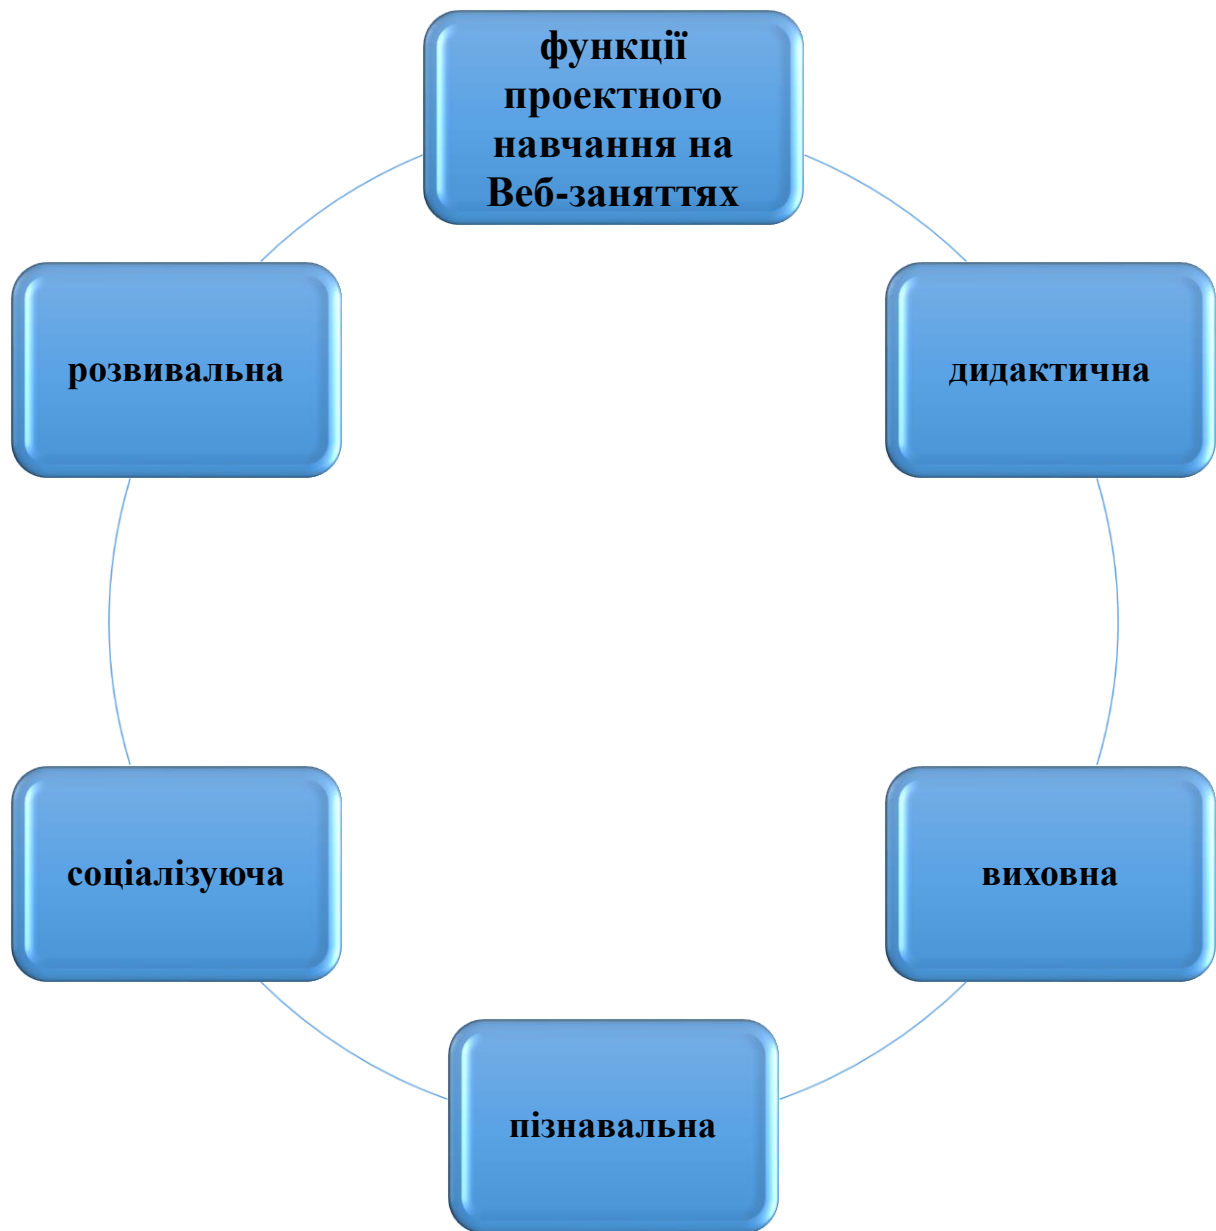 функції
проектного
навчання на
Веб-заняттях
розвивальна
дидактична
соціалізуюча
виховна
пізнавальна